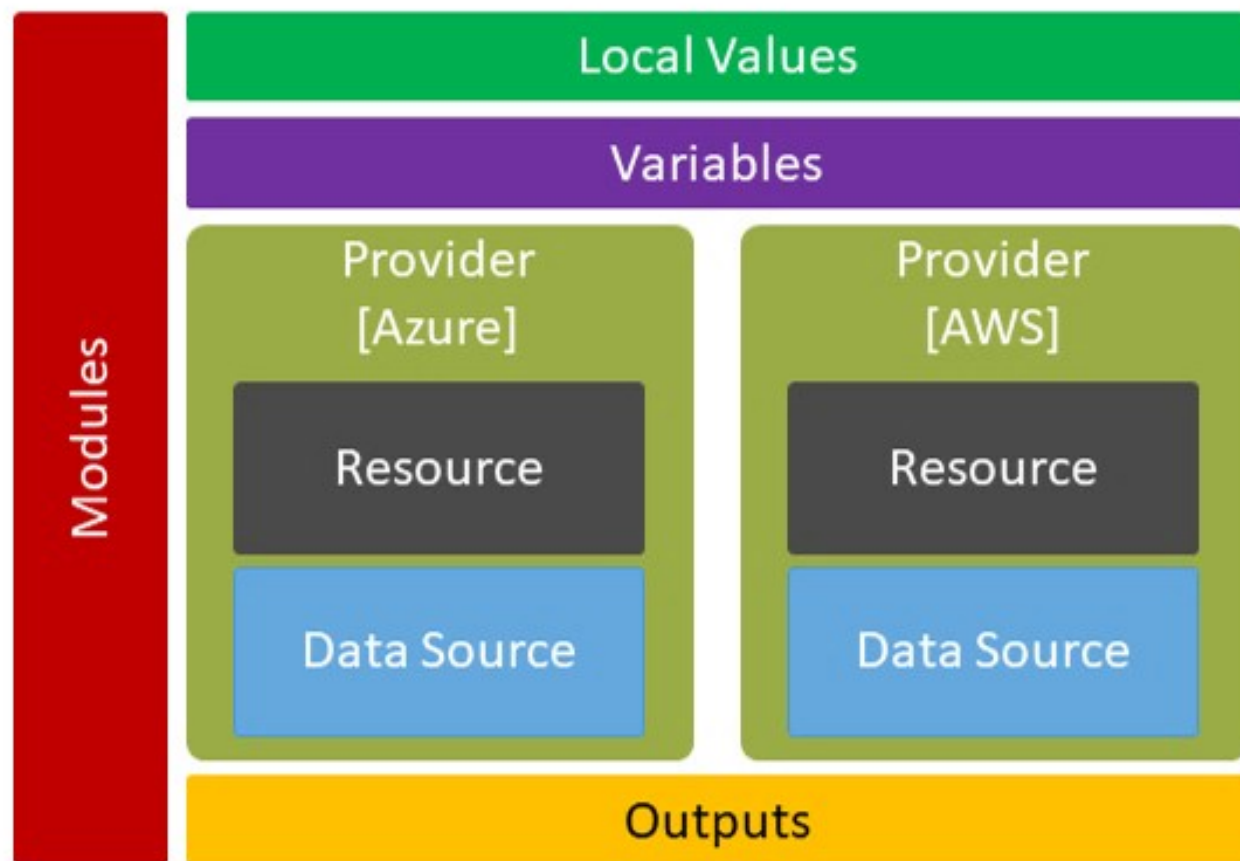 Modules
Local Values
Variables
Provider
[Azure]
Resource
Data Source
Provider
[AWS]
Resource
Data Source
Outputs